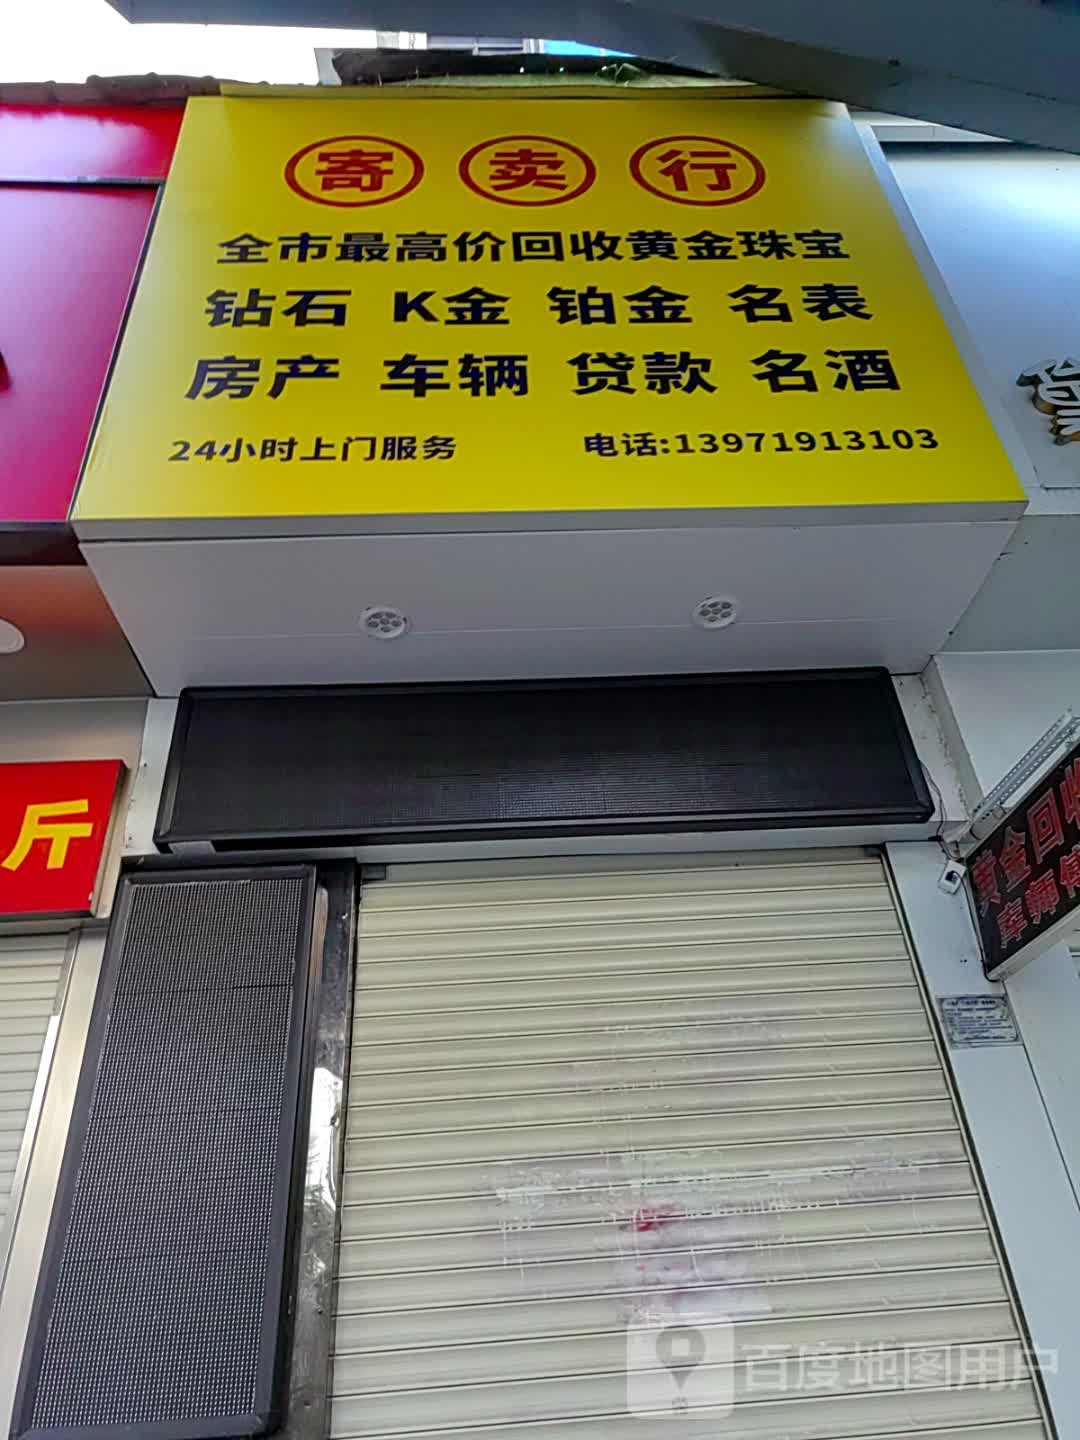 寄 卖 行
全市最高价回收黄金珠宝
钻石 K金 铂金 名表
房产 车辆 贷款 名酒
24小时上门服务 电话:13971913103
斤
黄金回收
百度地图用户